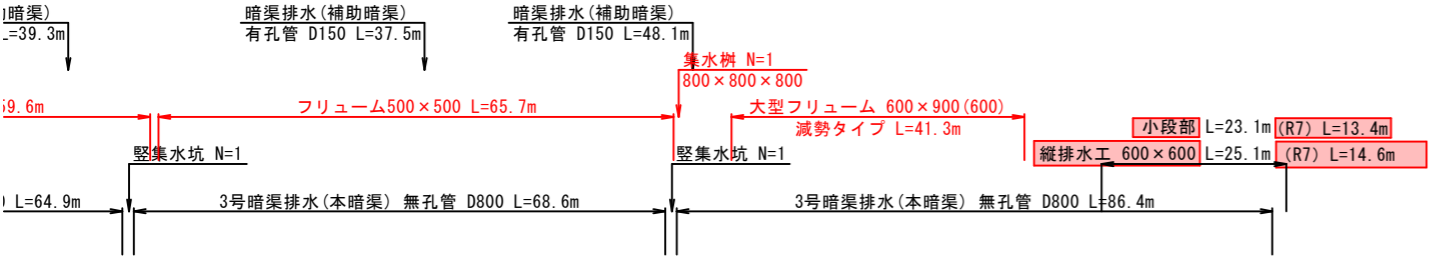 暗渠)
L=39.3m
暗渠排水(補助暗渠)
有孔管 D150 L=37.5m
暗渠排水(補助暗渠)
有孔管 D150 L=48.1m
集水桝 N=1
800×800×800
59.6m
フリューム500×500 L=65.7m
大型フリューム 600×900(600)
減勢タイプ L=41.3m
小段部 L=23.1m (R7) L=13.4m
竪集水坑 N=1
竪集水坑 N=1
縦排水工 600×600 L=25.1m (R7) L=14.6m
L=64.9m
3号暗渠排水(本暗渠) 無孔管 D800 L=68.6m
3号暗渠排水(本暗渠) 無孔管 D800 L=86.4m